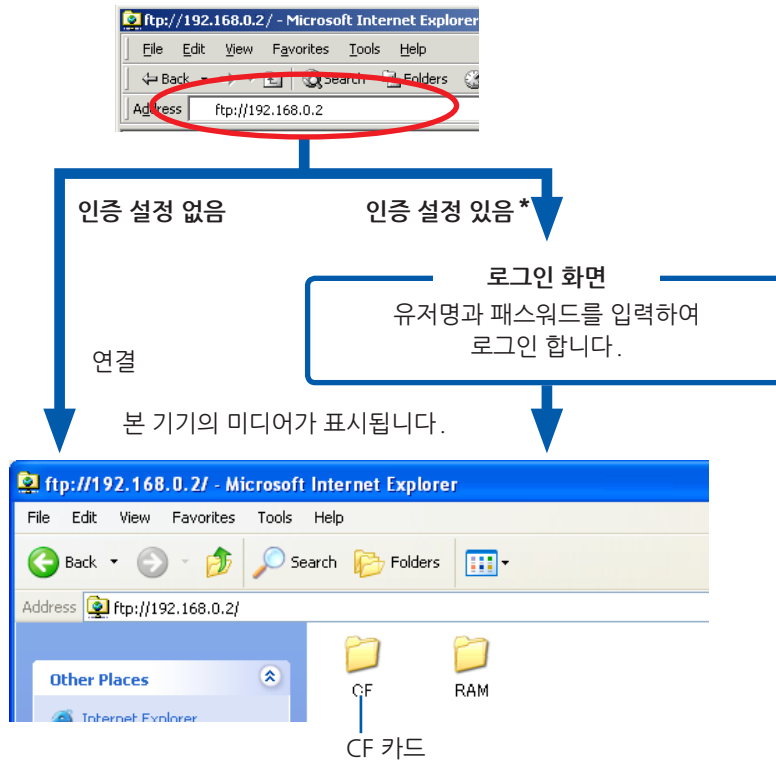 ftp://192.168.0.2/ - Microsoft Internet Explorer
File Edit View Favorites Tools Help
Back Search Folders
Address ftp://192.168.0.2
인증 설정 없음
인증 설정 있음 *
로그인 화면
유저명과 패스워드를 입력하여
로그인 합니다.
연결
본 기기의 미디어가 표시됩니다.
ftp://192.168.0.2/ - Microsoft Internet Explorer
File Edit View Favorites Tools Help
Back Search Folders
Address ftp://192.168.0.2/
Other Places
Internet Explorer
CF RAM
CF 카드